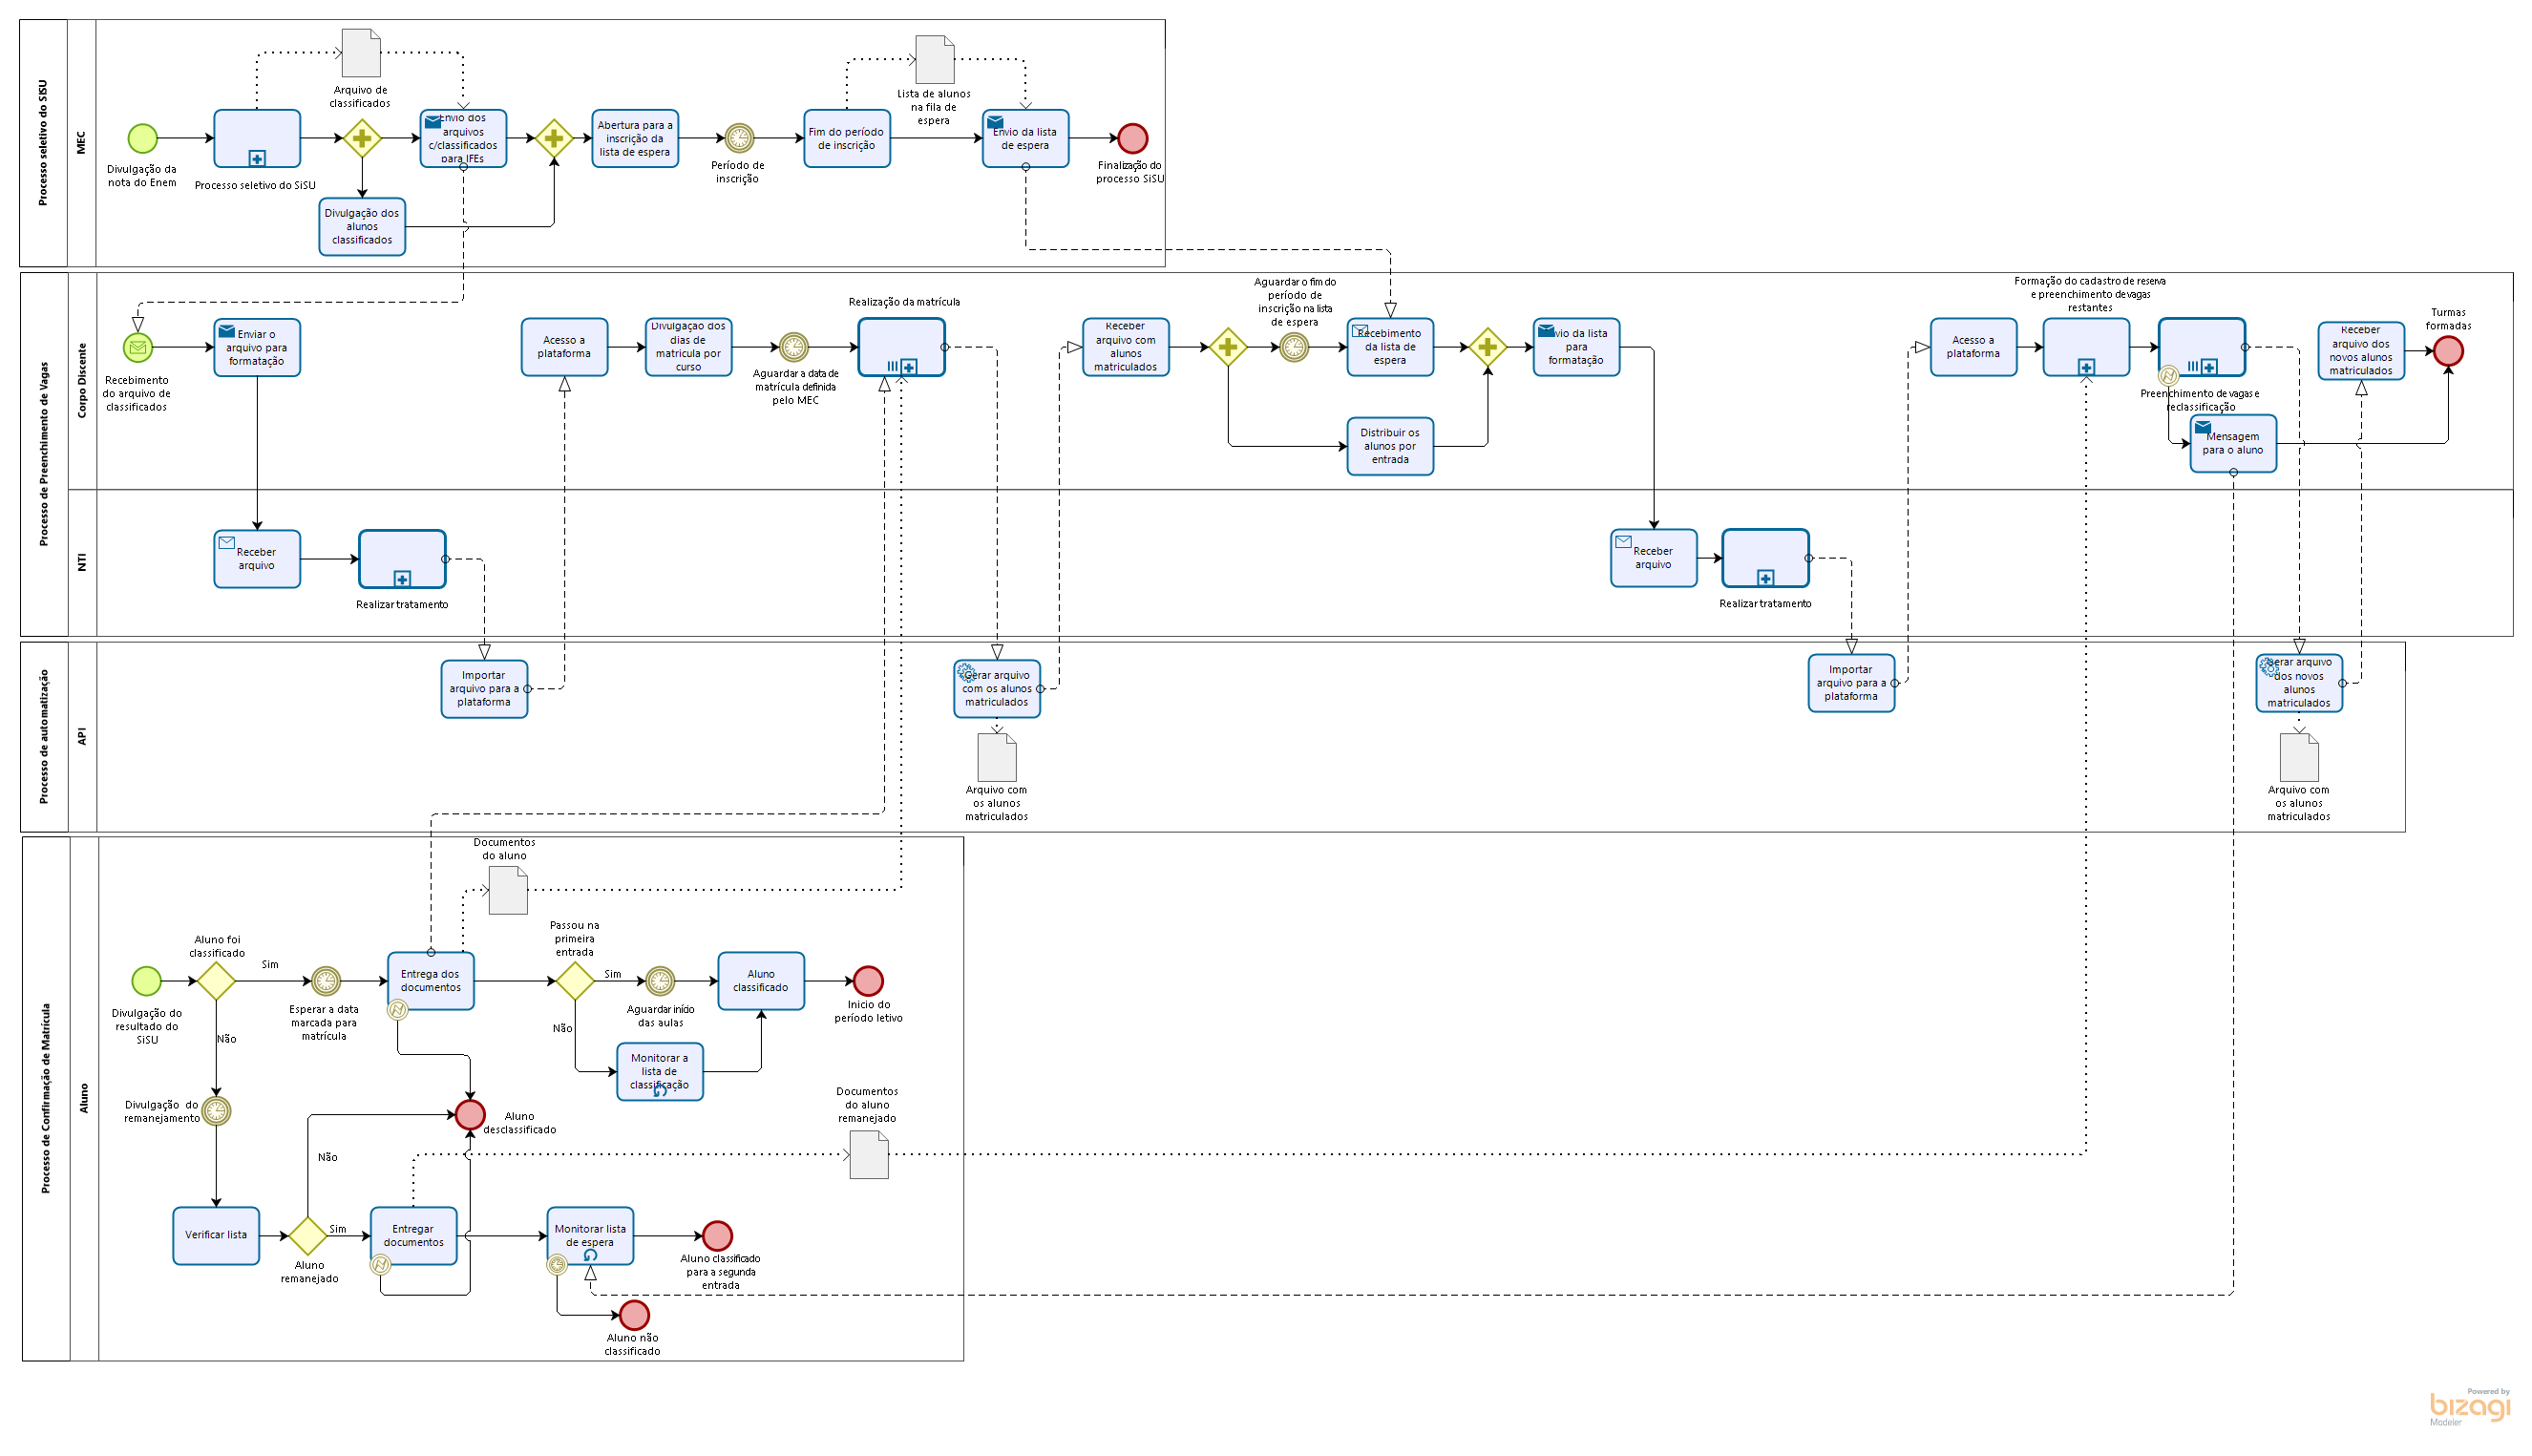 Processo seletivo do SISU
MEC
Divulgação da
nota do Enem
Processo seletivo do SiSU
Arquivo de
classificados
Envio dos
arquivos
c/classificados
para IFEs
Divulgação dos
alunos
classificados
Abertura para a
inscrição da
lista de espera
Período de
inscrição
Fim do período
de inscrição
Lista de alunos
na fila de
espera
Envio da lista
de espera
Finalização do
processo SiSU
Processo de Preenchimento de Vagas
Corpo Discente
Recebimento
do arquivo de
classificados
Enviar o
arquivo para
formatação
Acesso a
plataforma
Divulgação dos
dias de
matricula por
curso
Aguardar a data de
matrícula definida
pelo MEC
Realização da matrícula
Receber
arquivo com
alunos
matriculados
Aguardar o fim do
período de
inscrição na lista
de espera
Recebimento
da lista de
espera
Distribuir os
alunos por
entrada
Envio da lista
para
formatação
Acesso a
plataforma
Formação do cadastro de reserva
e preenchimento de vagas
restantes
Preenchimento de vagas e
reclassificação
Mensagem
para o aluno
Receber
arquivo dos
novos alunos
matriculados
Turmas
formadas
NTI
Receber
arquivo
Realizar tratamento
Receber
arquivo
Realizar tratamento
Processo de automatização
API
Importar
arquivo para a
plataforma
Gerar arquivo
com os alunos
matriculados
Arquivo com
os alunos
matriculados
Importar
arquivo para a
plataforma
Gerar arquivo
dos novos
alunos
matriculados
Arquivo com
os alunos
matriculados
Processo de Confirmação de Matrícula
Aluno
Divulgação do
resultado do
SiSU
Aluno foi
classificado
Sim
Não
Esperar a data
marcada para
matrícula
Entrega dos
documentos
Documentos
do aluno
Passou na
primeira
entrada
Sim
Não
Aguardar início
das aulas
Aluno
classificado
Inicio do
período letivo
Monitorar a
lista de
classificação
Divulgação do
remanejamento
Aluno
desclassificado
Documentos
do aluno
remanejado
Verificar lista
Não
Sim
Aluno
remanejado
Entregar
documentos
Monitorar lista
de espera
Aluno classificado
para a segunda
entrada
Aluno não
classificado
Powered by
bizagi
Modeler